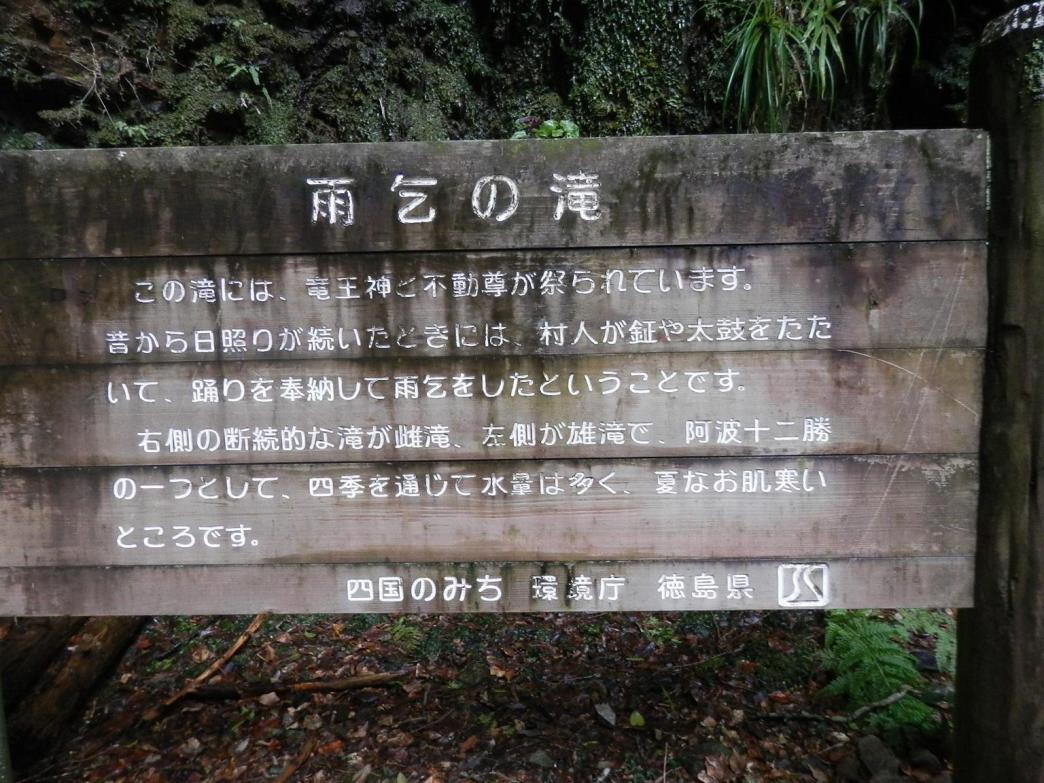 雨乞の滝
この滝には、竜王神と不動尊が祭られています。
昔から日照りが続いたときには、村人が鉦や太鼓をたた
いて、踊りを奉納して雨乞をしたということです。
右側の断続的な滝が雌滝、左側が雄滝で、阿波十二勝
の一つとして、四季を通じて水量は多く、夏なお肌寒い
ところです。
四国のみち 環境庁 徳島県